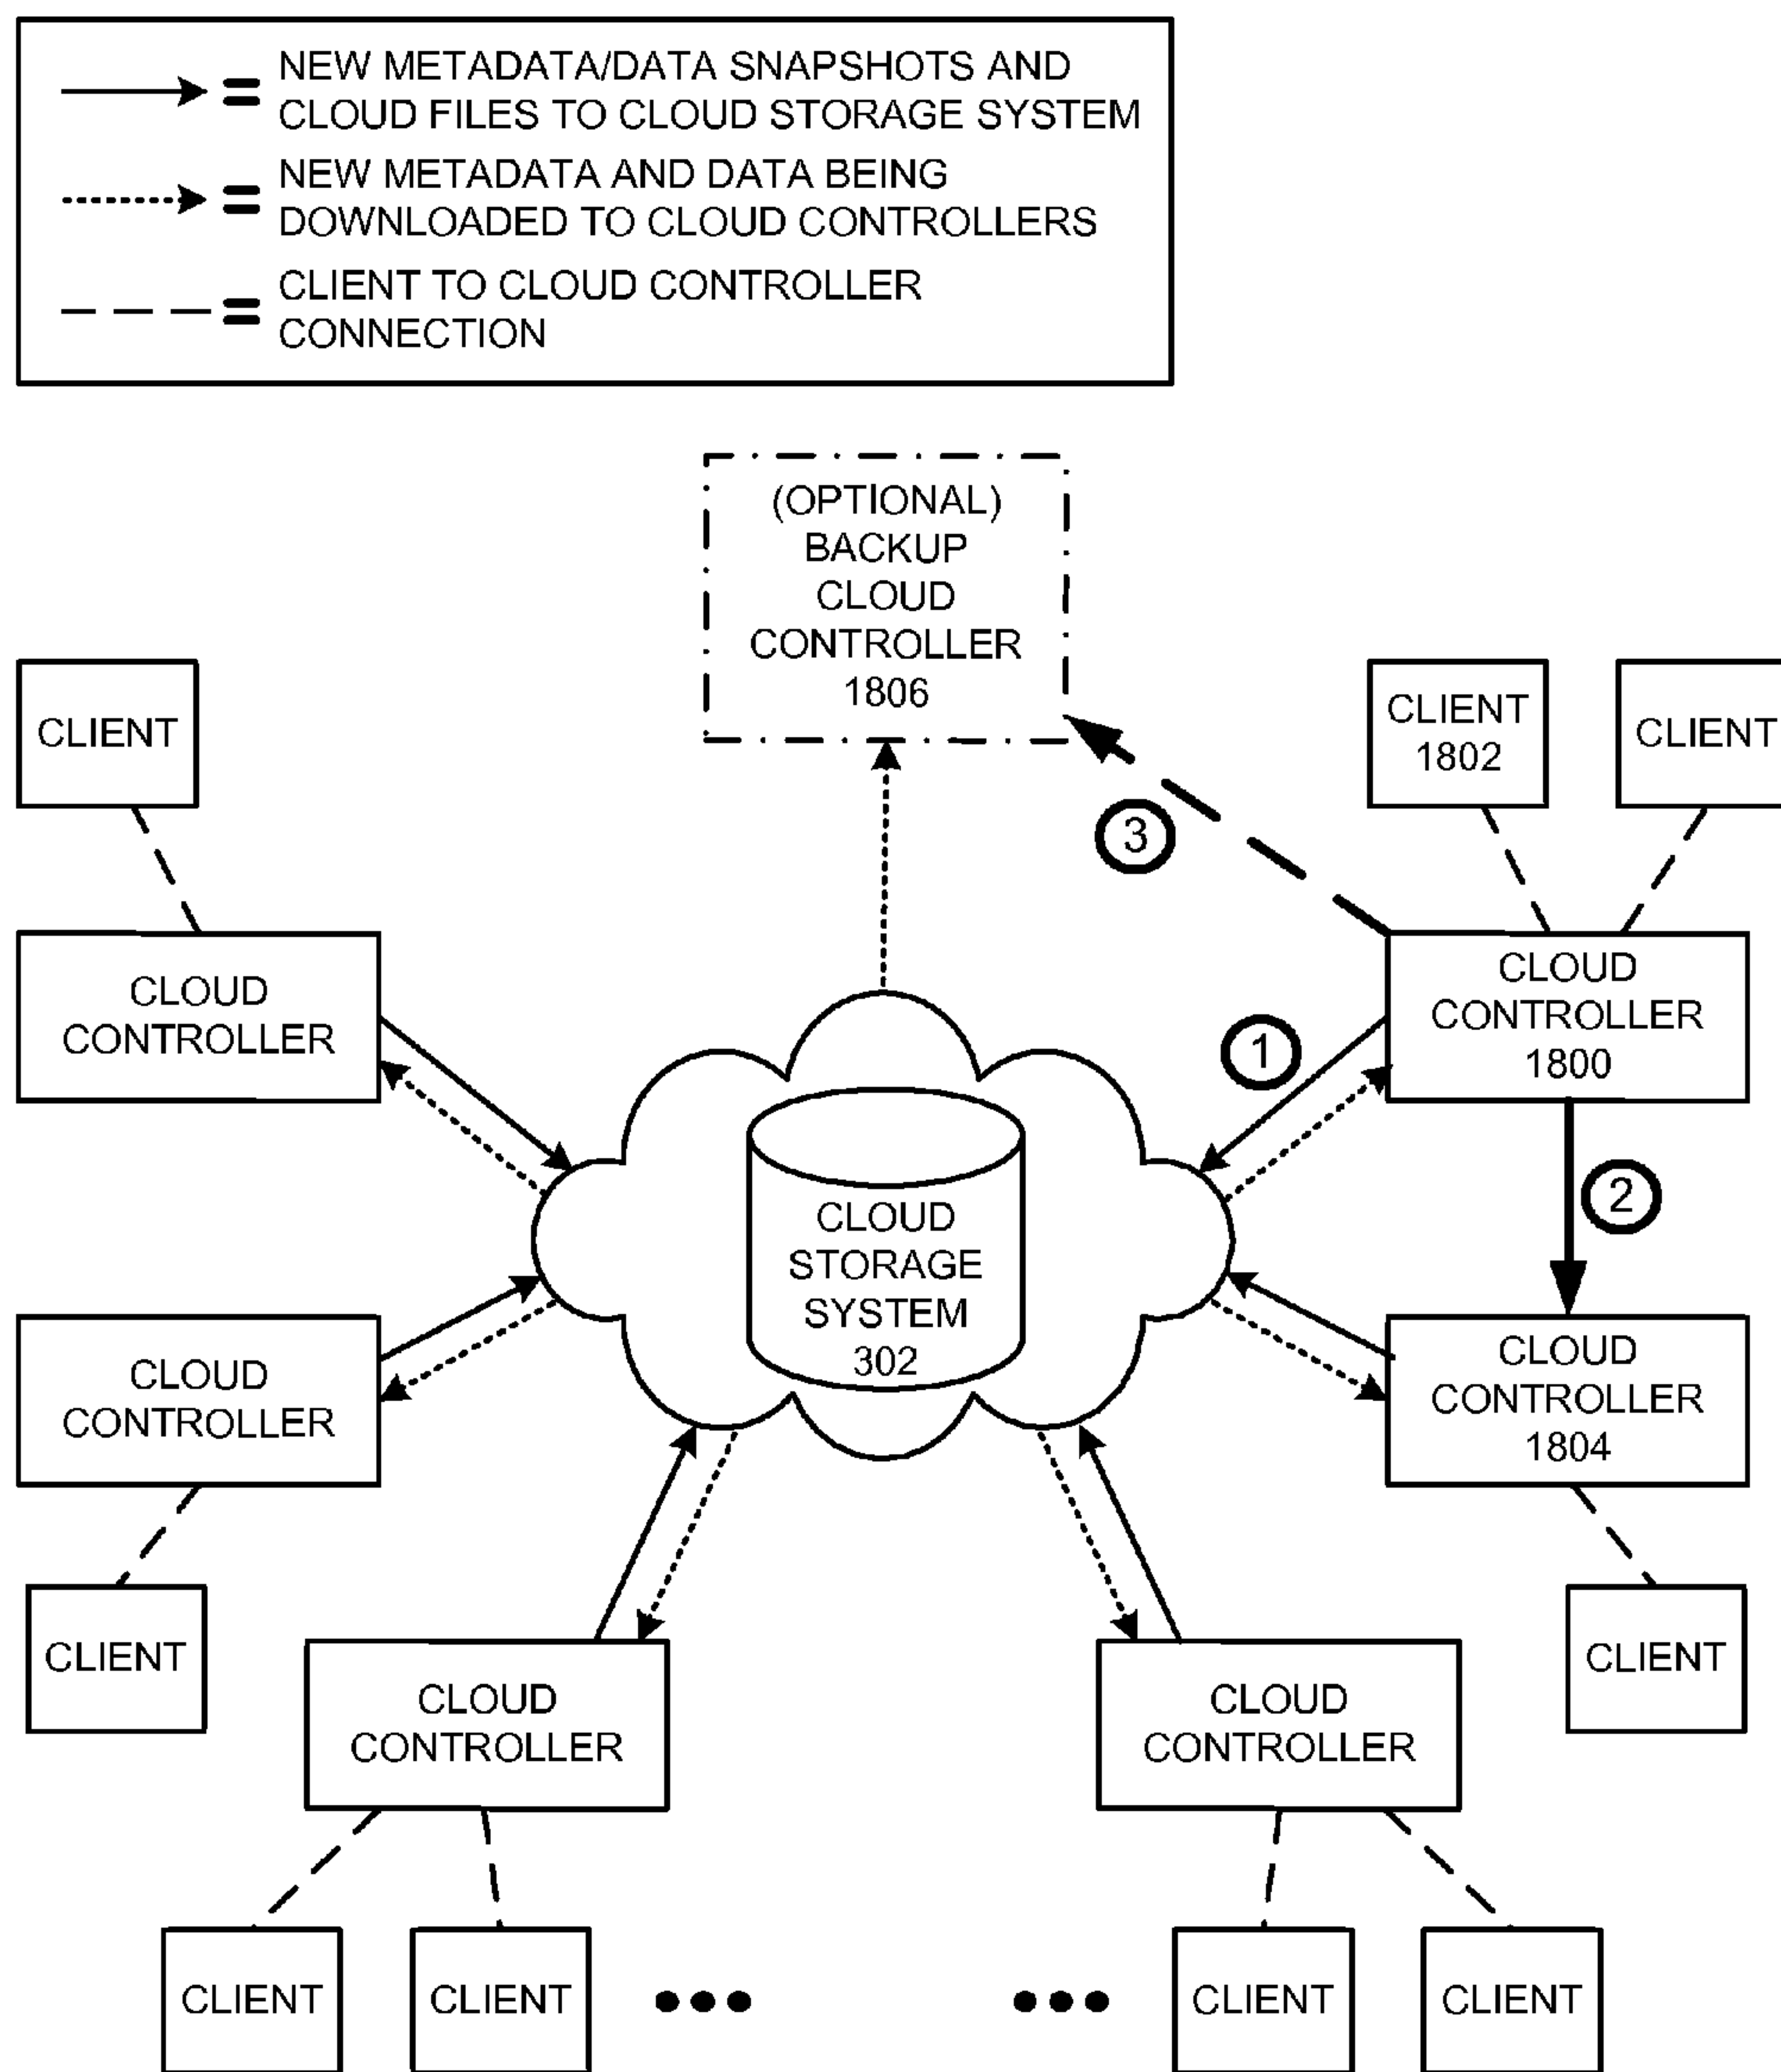 = NEW METADATA/DATA SNAPSHOTS AND
CLOUD FILES TO CLOUD STORAGE SYSTEM
= NEW METADATA AND DATA BEING
DOWNLOADED TO CLOUD CONTROLLERS
= CLIENT TO CLOUD CONTROLLER
CONNECTION
(OPTIONAL)
BACKUP
CLOUD
CONTROLLER
1806
CLIENT
CLIENT
1802
CLIENT
3
CLOUD
CONTROLLER
CLOUD
CONTROLLER
1800
1
2
CLOUD
STORAGE
SYSTEM
302
CLOUD
CONTROLLER
CLOUD
CONTROLLER
1804
CLIENT
CLIENT
CLOUD
CONTROLLER
CLOUD
CONTROLLER
CLIENT
CLIENT
CLIENT
CLIENT